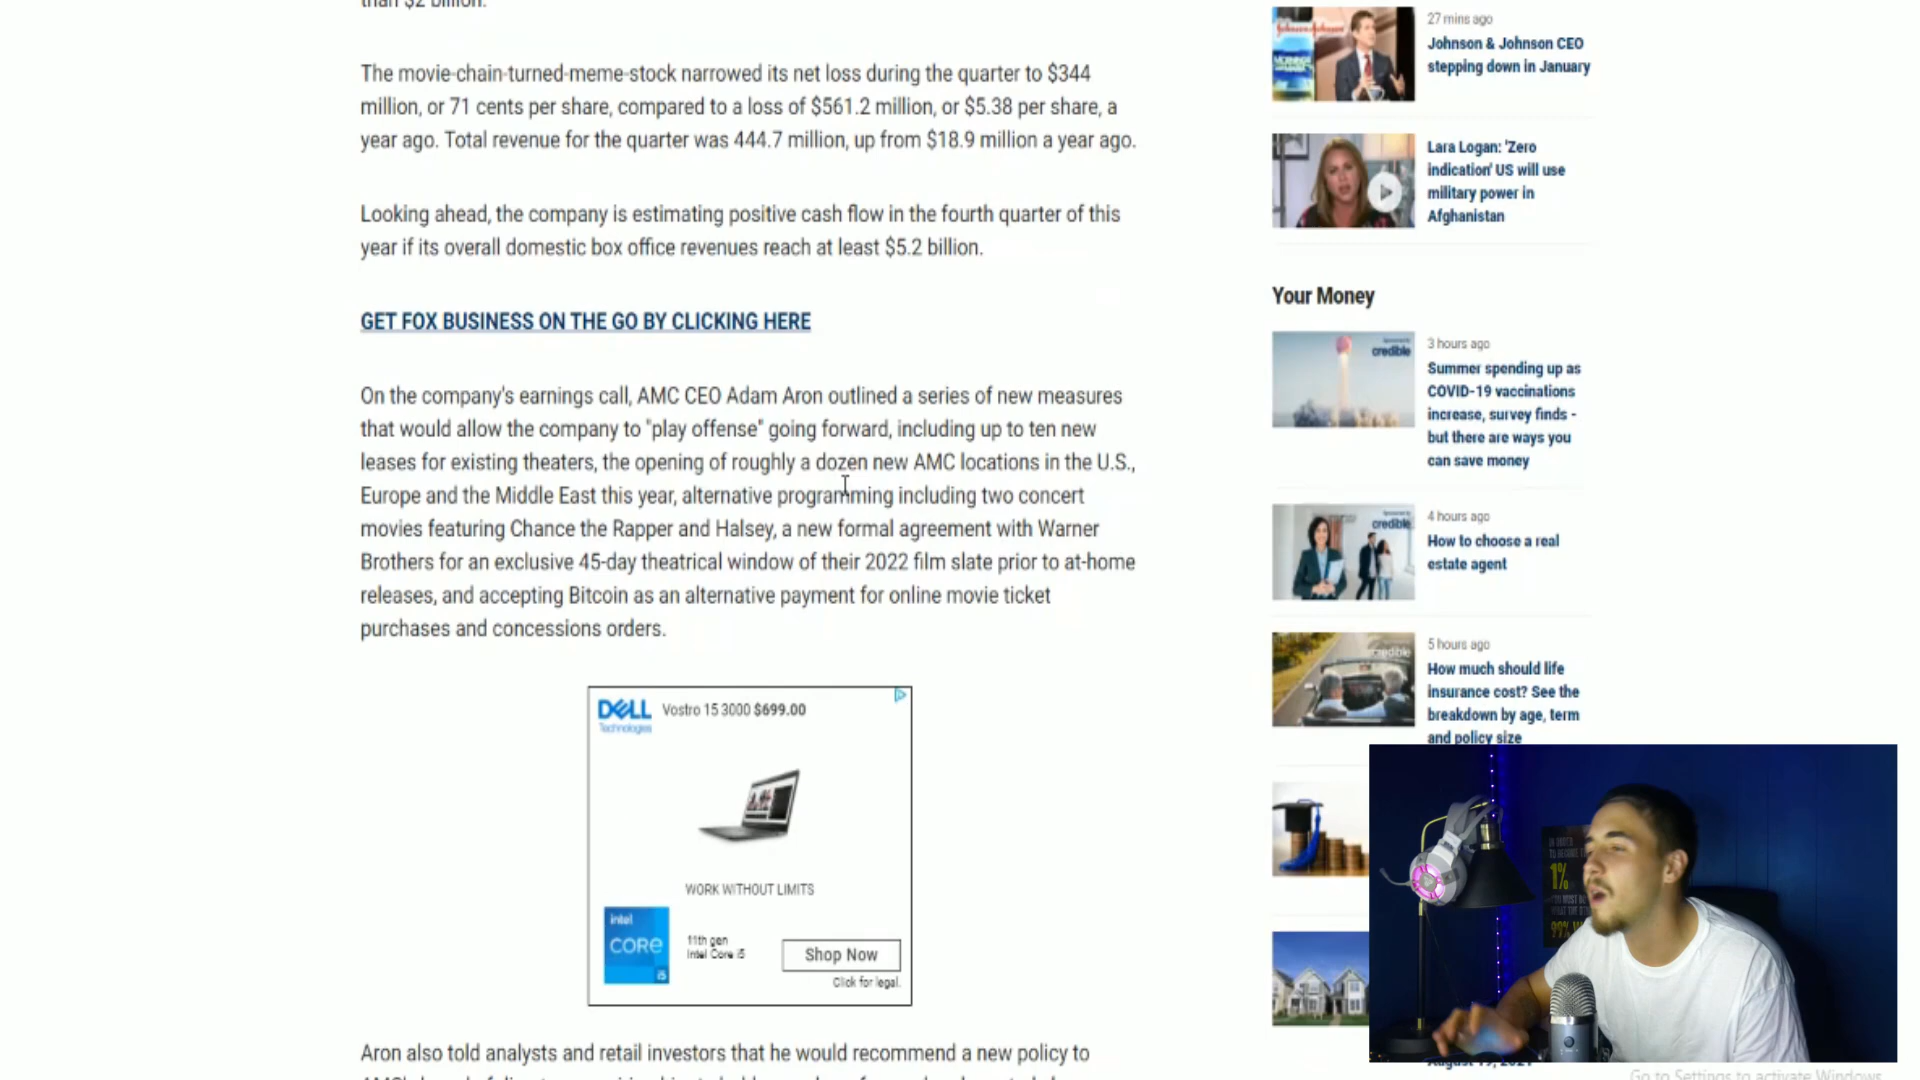 than $2 billion.
The movie-chain-turned-meme-stock narrowed its net loss during the quarter to $344
million, or 71 cents per share, compared to a loss of $561.2 million, or $5.38 per share, a
year ago. Total revenue for the quarter was 444.7 million, up from $18.9 million a year ago.
Looking ahead, the company is estimating positive cash flow in the fourth quarter of this
year if its overall domestic box office revenues reach at least $5.2 billion.
GET FOX BUSINESS ON THE GO BY CLICKING HERE
On the company's earnings call, AMC CEO Adam Aron outlined a series of new measures
that would allow the company to "play offense" going forward, including up to ten new
leases for existing theaters, the opening of roughly a dozen new AMC locations in the U.S.,
Europe and the Middle East this year, alternative programming including two concert
movies featuring Chance the Rapper and Halsey, a new formal agreement with Warner
Brothers for an exclusive 45-day theatrical window of their 2022 film slate prior to at-home
releases, and accepting Bitcoin as an alternative payment for online movie ticket
purchases and concessions orders.
DELL
Technologies
Vostro 15 3000 $699.00
WORK WITHOUT LIMITS
intel
CORE
i5
11th gen
Intel Core i5
Shop Now
Click for legal.
Aron also told analysts and retail investors that he would recommend a new policy to
27 mins ago
Johnson & Johnson CEO
stepping down in January
Lara Logan: 'Zero
indication' US will use
military power in
Afghanistan
Your Money
credible
3 hours ago
Summer spending up as
COVID-19 vaccinations
increase, survey finds -
but there are ways you
can save money
credible
4 hours ago
How to choose a real
estate agent
credible
5 hours ago
How much should life
insurance cost? See the
breakdown by age, term
and policy size
1%
99%
August 19, 2021
Go to Settings to activate Windows